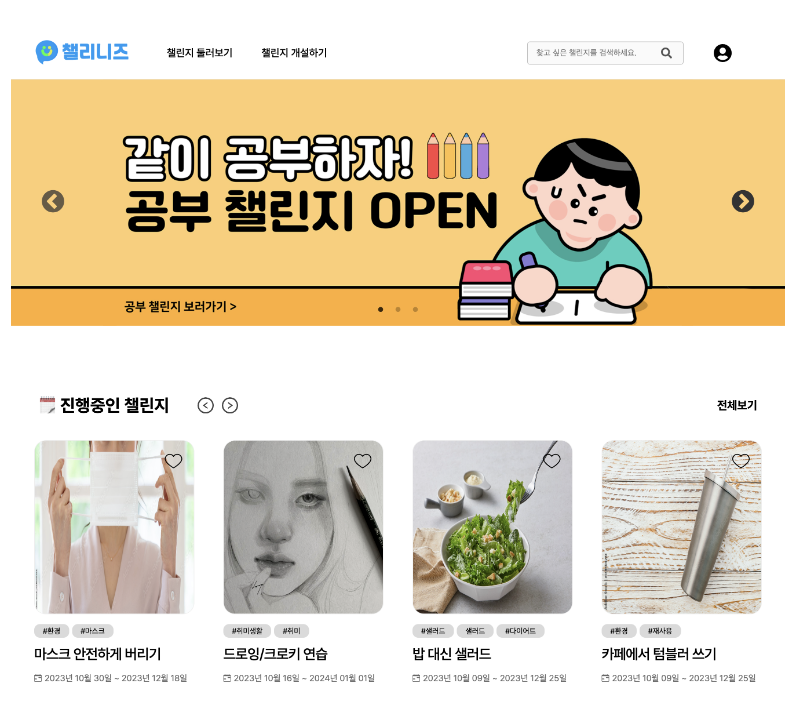 챌리니즈
챌린지 둘러보기
챌린지 개설하기
찾고 싶은 챌린지를 검색하세요.
같이 공부하자!
공부 챌린지 OPEN
공부 챌린지 보러가기 >
진행중인 챌린지
전체보기
#환경 #마스크
마스크 안전하게 버리기
2023년 10월 30일 ~ 2023년 12월 18일
#취미생활 #취미
드로잉/크로키 연습
2023년 10월 16일 ~ 2024년 01월 01일
#샐러드 샐러드 #다이어트
밥 대신 샐러드
2023년 10월 09일 ~ 2023년 12월 25일
#환경 #재사용
카페에서 텀블러 쓰기
2023년 10월 09일 ~ 2023년 12월 25일